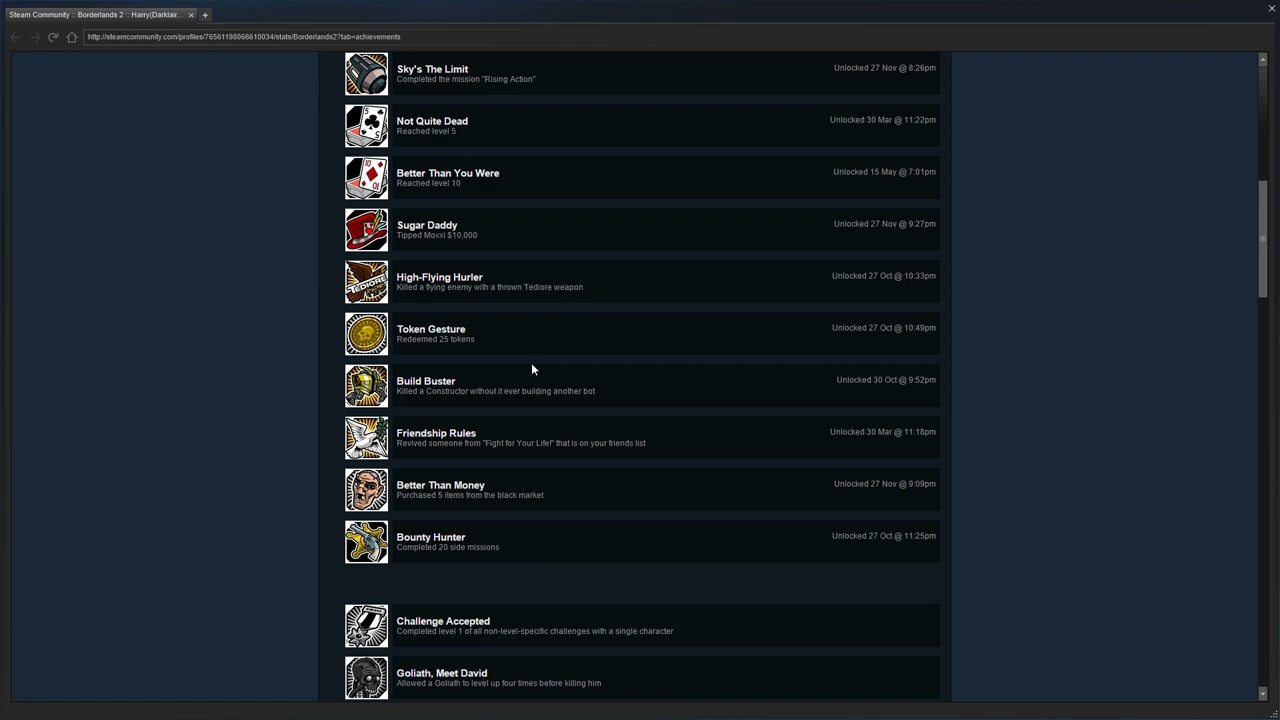 Steam Community :: Borderlands 2 :: Harry(Darklair...
http://steamcommunity.com/profiles/76561198066610034/stats/Borderlands2?tab=achievements
Sky's The Limit
Unlocked 27 Nov @ 8:26pm
Completed the mission "Rising Action"
Not Quite Dead
Unlocked 30 Mar @ 11:22pm
Reached level 5
Better Than You Were
Unlocked 15 May @ 7:01pm
Reached level 10
Sugar Daddy
Unlocked 27 Nov @ 9:27pm
Tipped Moxxi $10,000
High-Flying Hurler
Unlocked 27 Oct @ 10:33pm
Killed a flying enemy with a thrown Tediore weapon
TEDIORE
Token Gesture
Unlocked 27 Oct @ 10:49pm
Redeemed 25 tokens
Build Buster
Unlocked 30 Oct @ 9:52pm
Killed a Constructor without it ever building another bot
Friendship Rules
Unlocked 30 Mar @ 11:18pm
Revived someone from "Fight for Your Life!" that is on your friends list
Better Than Money
Unlocked 27 Nov @ 9:09pm
Purchased 5 items from the black market
Bounty Hunter
Unlocked 27 Oct @ 11:25pm
Completed 20 side missions
Challenge Accepted
Completed level 1 of all non-level-specific challenges with a single character
Goliath, Meet David
Allowed a Goliath to level up four times before killing him